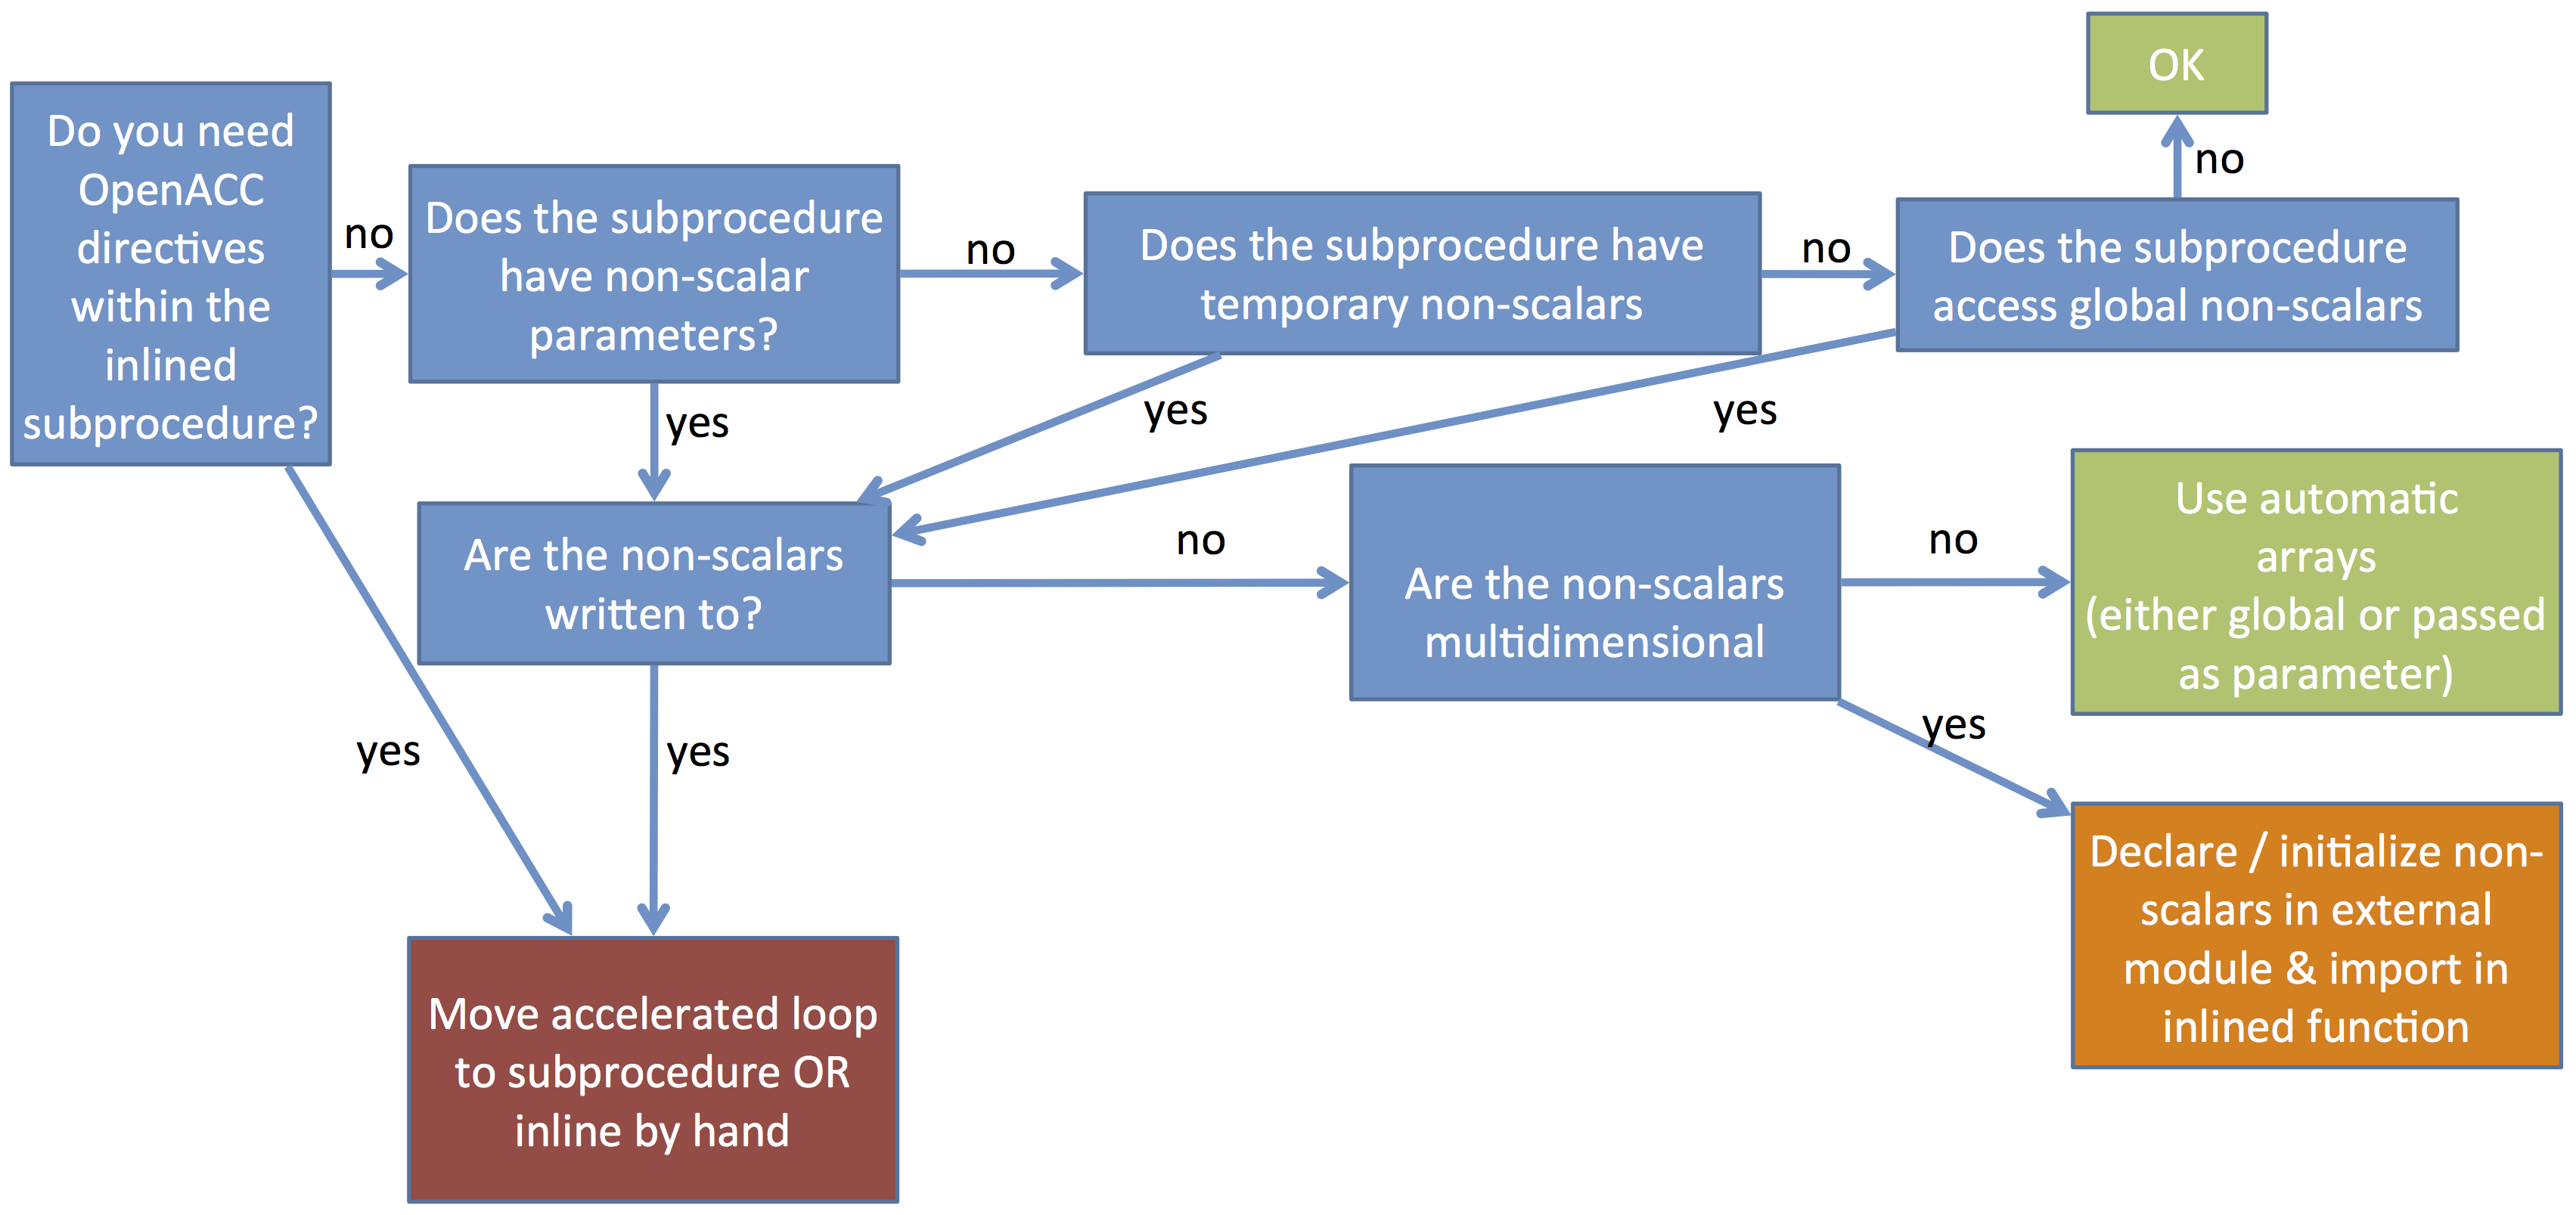 OK
no
Do you need
OpenACC
directives
within the
inlined
subprocedure?
no
Does the subprocedure
have non-scalar
parameters?
no
Does the subprocedure have
temporary non-scalars
no
Does the subprocedure
access global non-scalars
yes
yes
yes
Are the non-scalars
written to?
no
Are the non-scalars
multidimensional
no
Use automatic
arrays
(either global or passed
as parameter)
yes
yes
yes
Declare / initialize non-
scalars in external
module & import in
inlined function
Move accelerated loop
to subprocedure OR
inline by hand